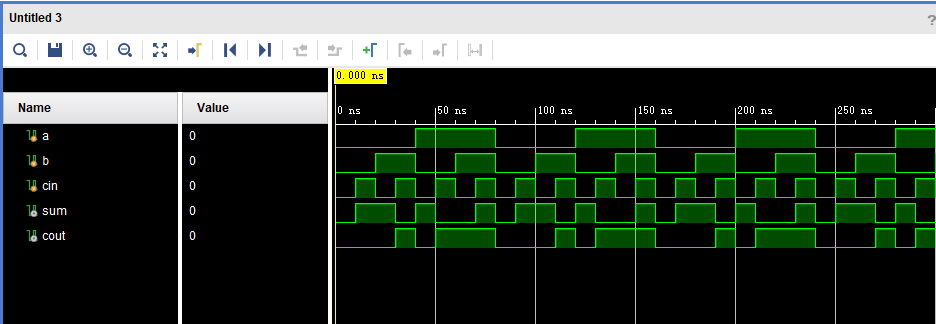 Untitled 3
?
0.000 ns
Name Value
0 ns 50 ns 100 ns 150 ns 200 ns 250 ns
a 0
b 0
cin 0
sum 0
cout 0